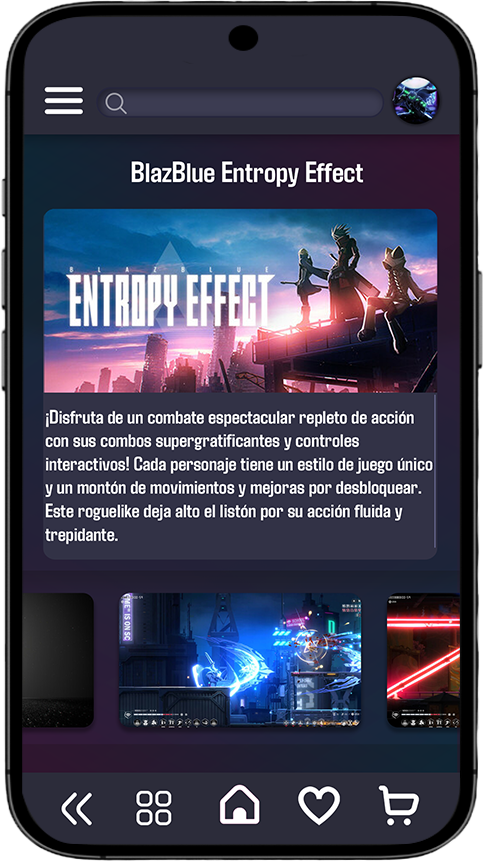 BlazBlue Entropy Effect
BLAZBLUE
ENTROPY EFFECT
¡Disfruta de un combate espectacular repleto de acción
con sus combos supergratificantes y controles
interactivos! Cada personaje tiene un estilo de juego único
y un montón de movimientos y mejoras por desbloquear.
Este roguelike deja alto el listón por su acción fluida y
trepidante.